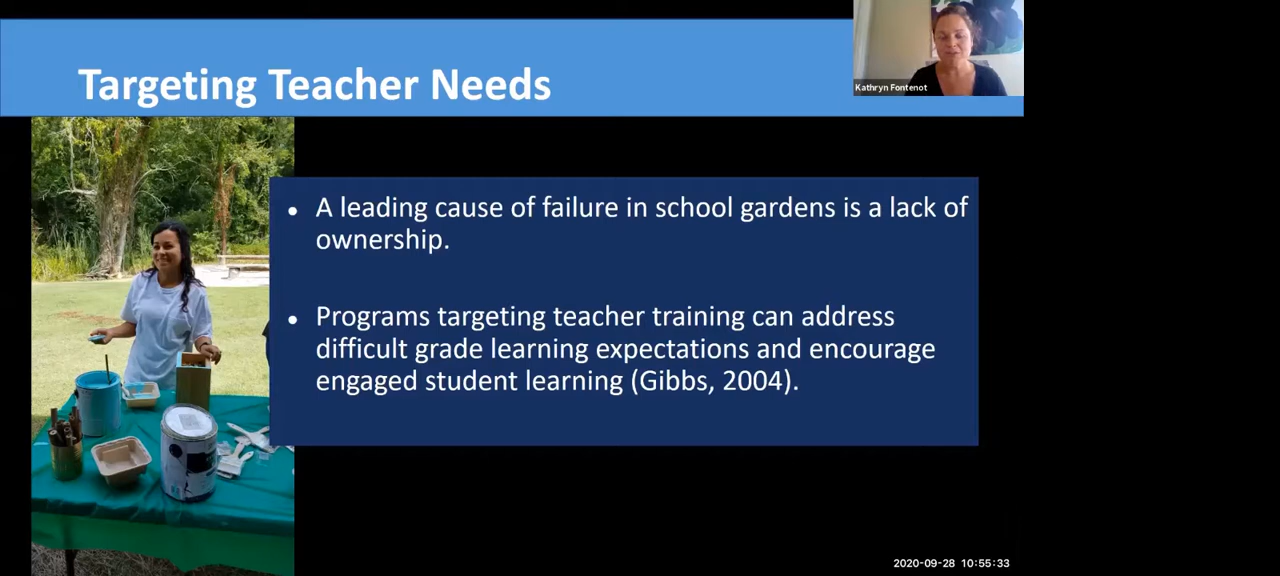 Targeting Teacher Needs
Kathryn Fontenot
• A leading cause of failure in school gardens is a lack of
ownership.
• Programs targeting teacher training can address
difficult grade learning expectations and encourage
engaged student learning (Gibbs, 2004).
2020-09-28 10:55:33